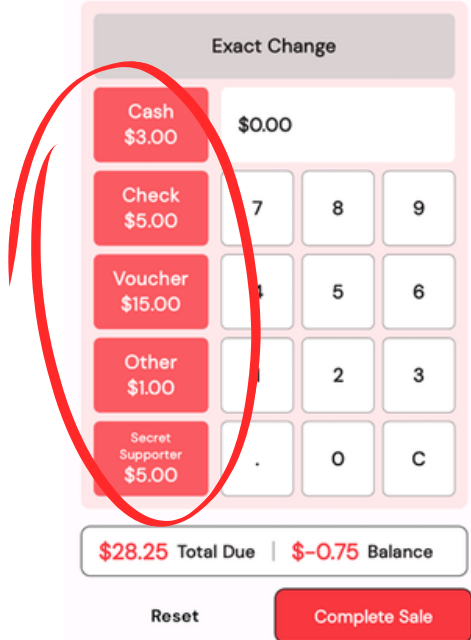 Exact Change
Cash
$3.00
$0.00
Check
$5.00
7 8 9
Voucher
$15.00
5 6
Other
$1.00
2 3
Secret
Supporter
$5.00
. 0 C
$28.25 Total Due | $-0.75 Balance
Reset Complete Sale